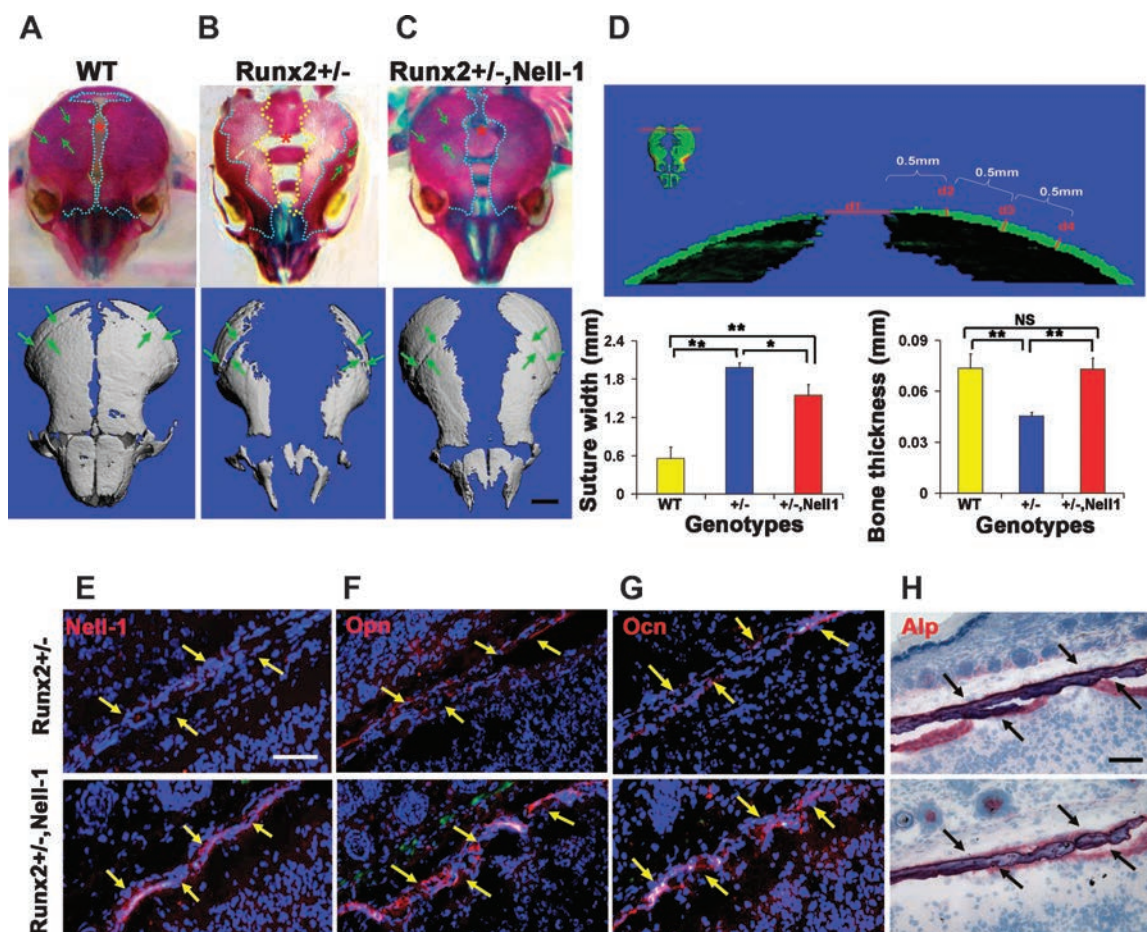 A
B
C
D
WT
Runx2+/-
Runx2+/-,Nell-1
*
*
*
0.5mm
0.5mm
0.5mm
d1
d2
d3
d4
Suture width (mm)
2.4
1.8
1.2
0.6
0
**
**
*
WT
+/-
+/-,Nell1
Genotypes
Bone thickness (mm)
0.09
0.06
0.03
0
NS
**
**
WT
+/-
+/-,Nell1
Genotypes
E
F
G
H
Runx2+/-
Nell-1
Opn
Ocn
Alp
Runx2+/-,Nell-1